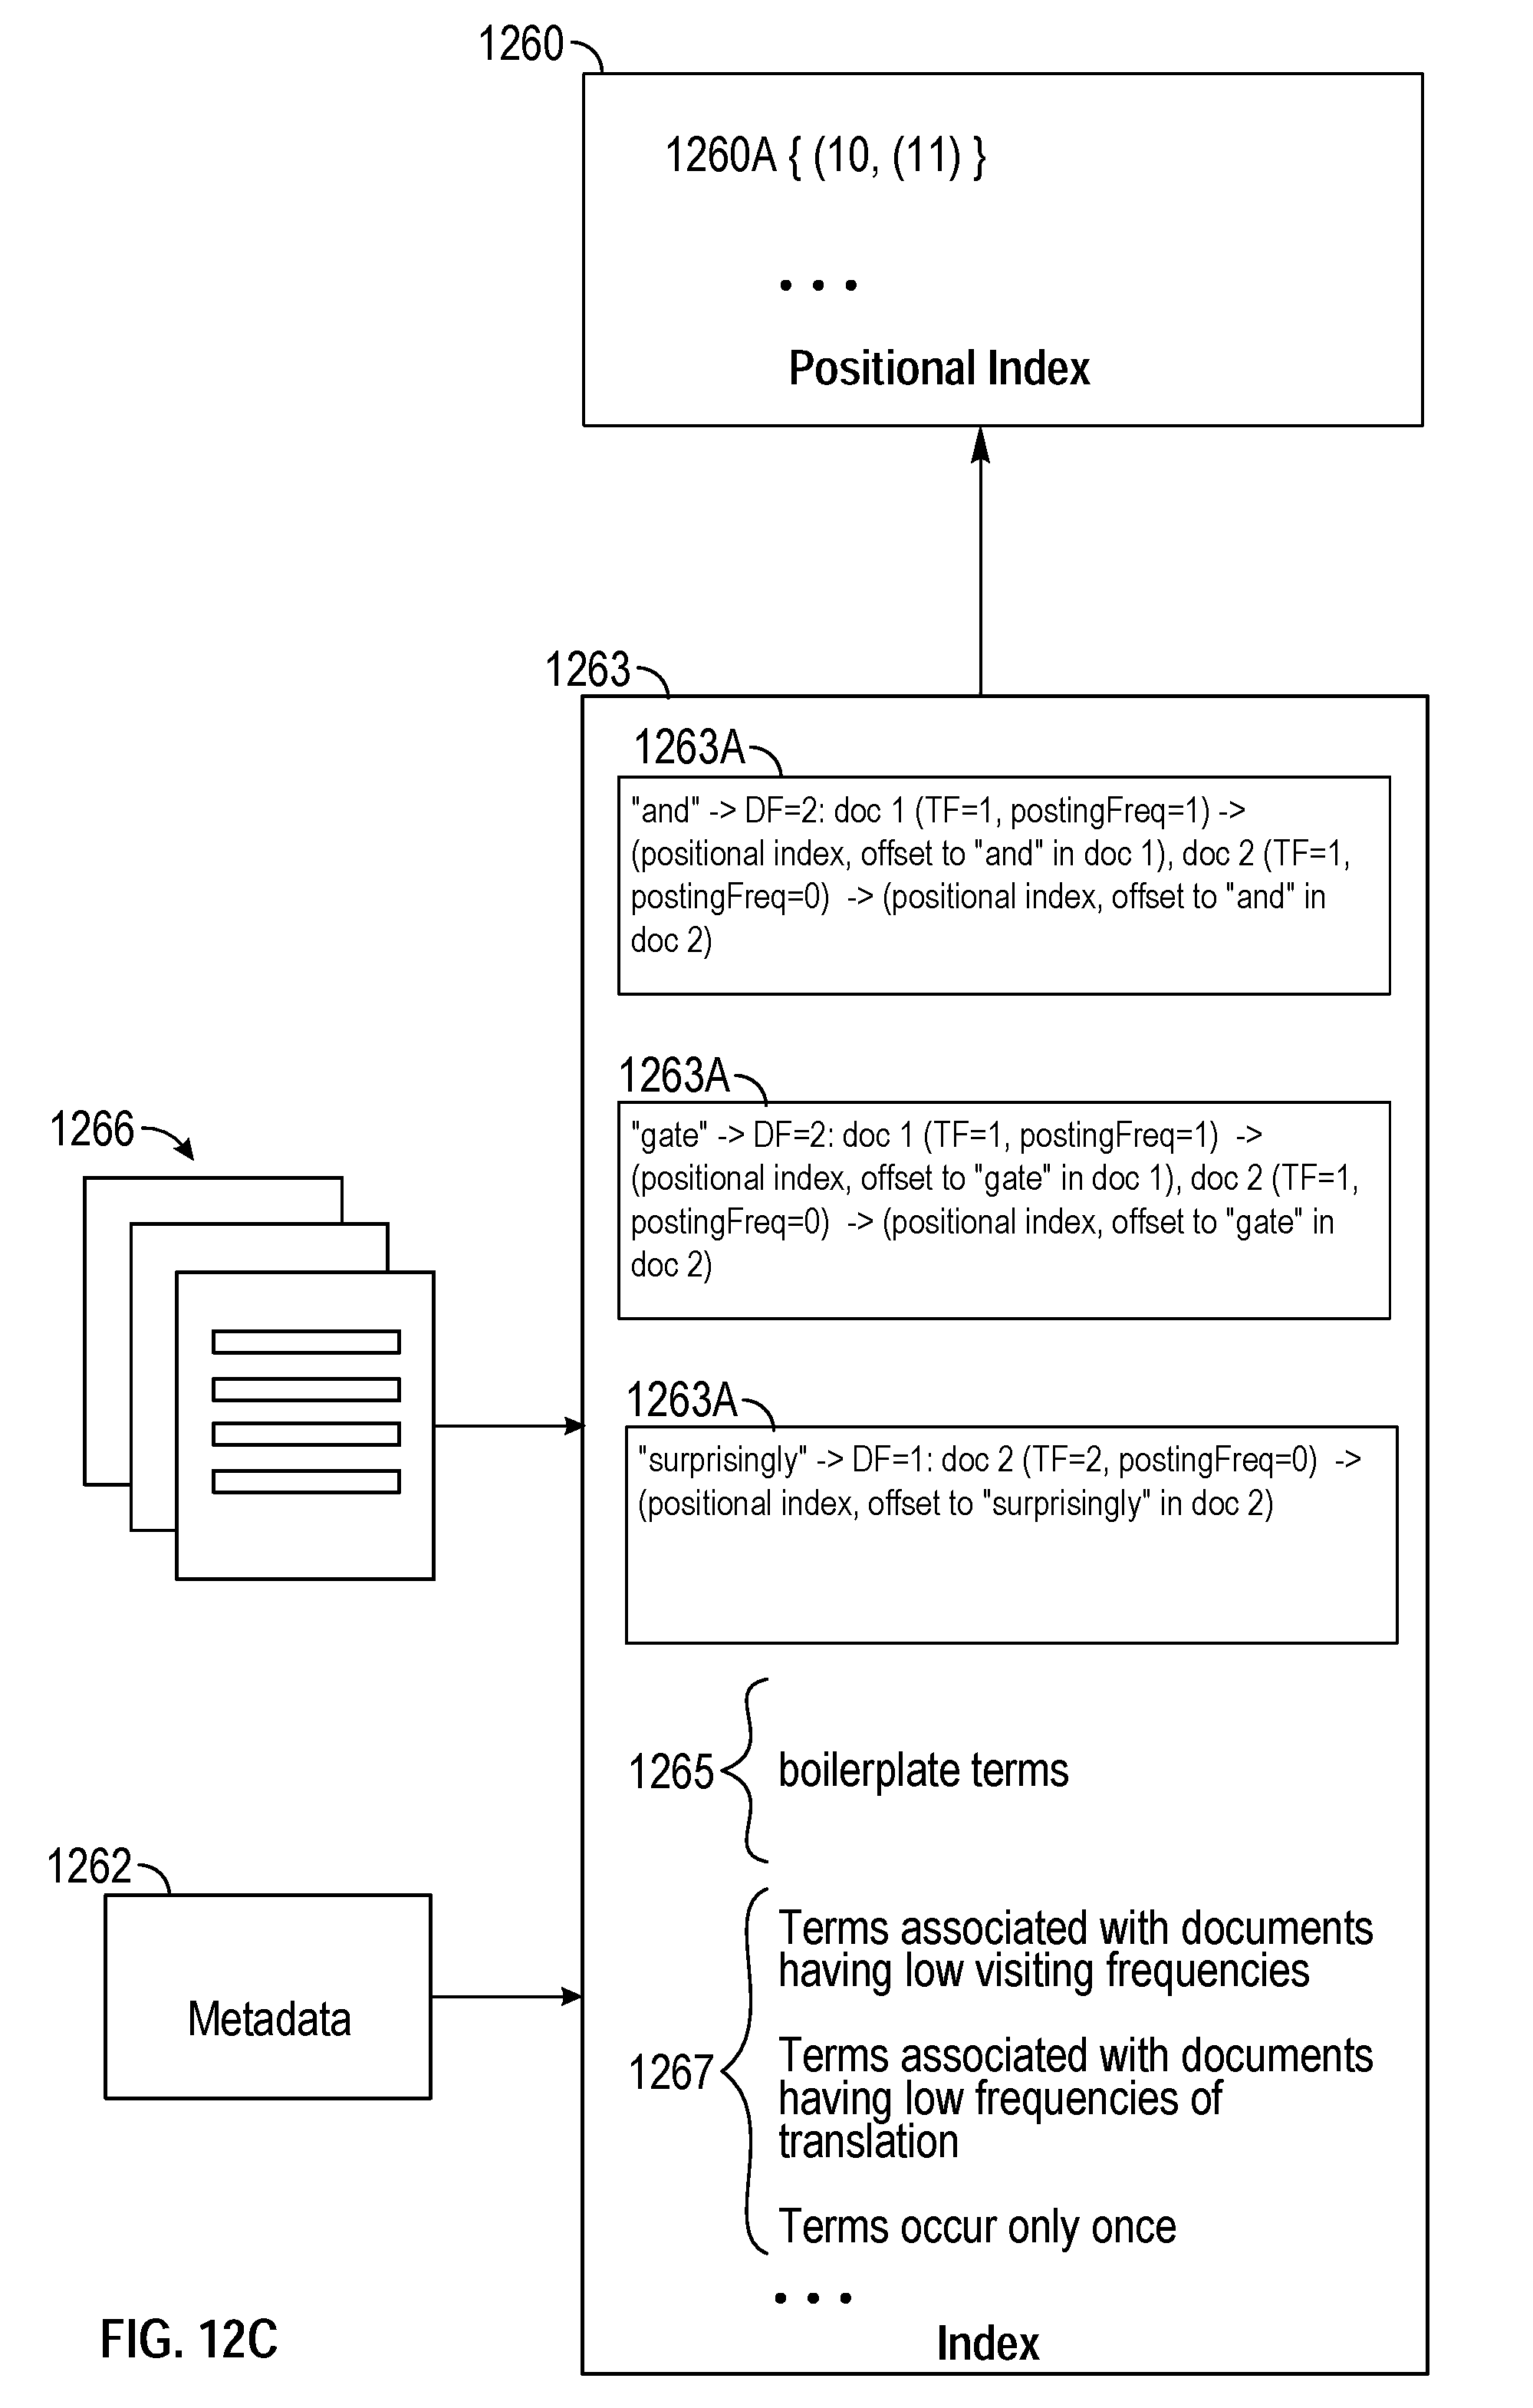 1260
1260A { (10, (11) }
. . .
Positional Index
1263
1263A
"and" -> DF=2: doc 1 (TF=1, postingFreq=1) ->
(positional index, offset to "and" in doc 1), doc 2 (TF=1,
postingFreq=0) -> (positional index, offset to "and" in
doc 2)
1263A
"gate" -> DF=2: doc 1 (TF=1, postingFreq=1) ->
(positional index, offset to "gate" in doc 1), doc 2 (TF=1,
postingFreq=0) -> (positional index, offset to "gate" in
doc 2)
1266
1263A
"surprisingly" -> DF=1: doc 2 (TF=2, postingFreq=0) ->
(positional index, offset to "surprisingly" in doc 2)
1265
boilerplate terms
1262
Metadata
1267
Terms associated with documents
having low visiting frequencies
Terms associated with documents
having low frequencies of
translation
Terms occur only once
. . .
Index
FIG. 12C